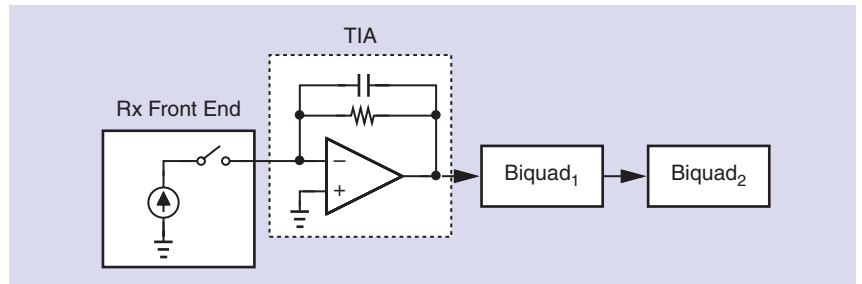 TIA
Rx Front End
−
+
Biquad₁
Biquad₂